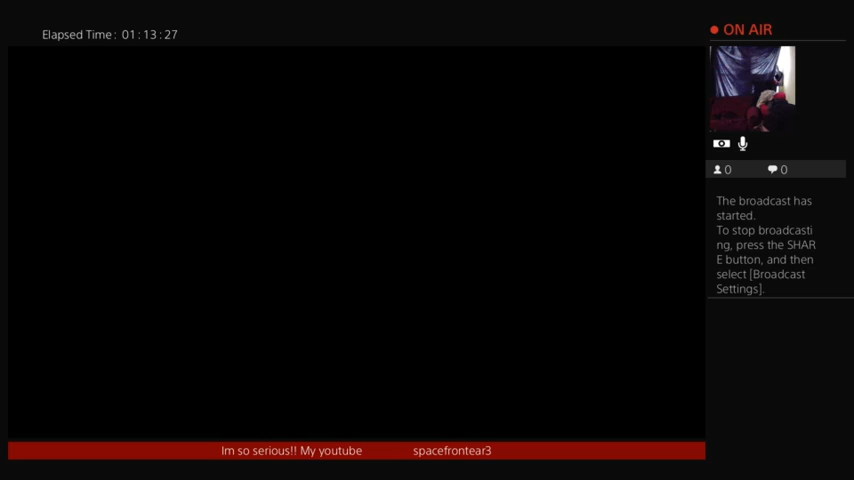 Elapsed Time: 01:13:27
ON AIR
0 0
The broadcast has
started.
To stop broadcasti
ng, press the SHAR
E button, and then
select [Broadcast
Settings].
Im so serious!! My youtube spacefrontear3